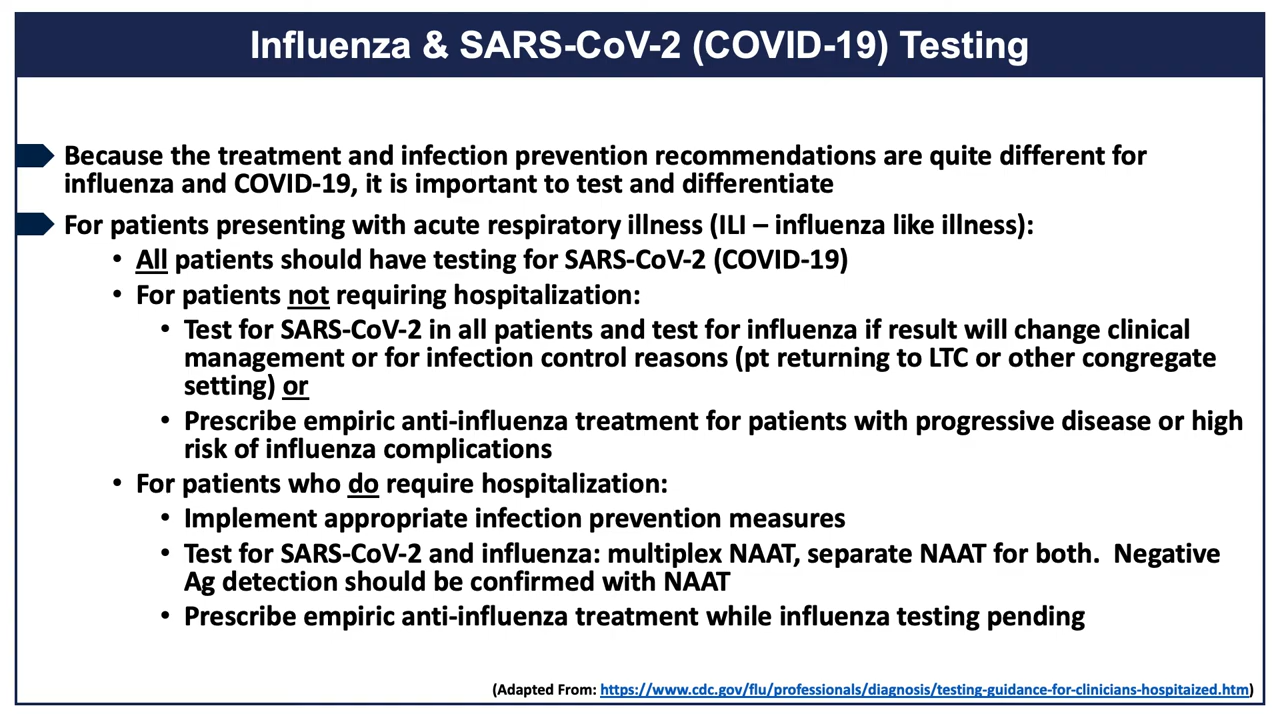 Influenza & SARS-CoV-2 (COVID-19) Testing
Because the treatment and infection prevention recommendations are quite different for
influenza and COVID-19, it is important to test and differentiate
For patients presenting with acute respiratory illness (ILI – influenza like illness):
• All patients should have testing for SARS-CoV-2 (COVID-19)
• For patients not requiring hospitalization:
• Test for SARS-CoV-2 in all patients and test for influenza if result will change clinical
management or for infection control reasons (pt returning to LTC or other congregate
setting) or
• Prescribe empiric anti-influenza treatment for patients with progressive disease or high
risk of influenza complications
• For patients who do require hospitalization:
• Implement appropriate infection prevention measures
• Test for SARS-CoV-2 and influenza: multiplex NAAT, separate NAAT for both.  Negative
Ag detection should be confirmed with NAAT
• Prescribe empiric anti-influenza treatment while influenza testing pending
(Adapted From: https://www.cdc.gov/flu/professionals/diagnosis/testing-guidance-for-clinicians-hospitaized.htm)